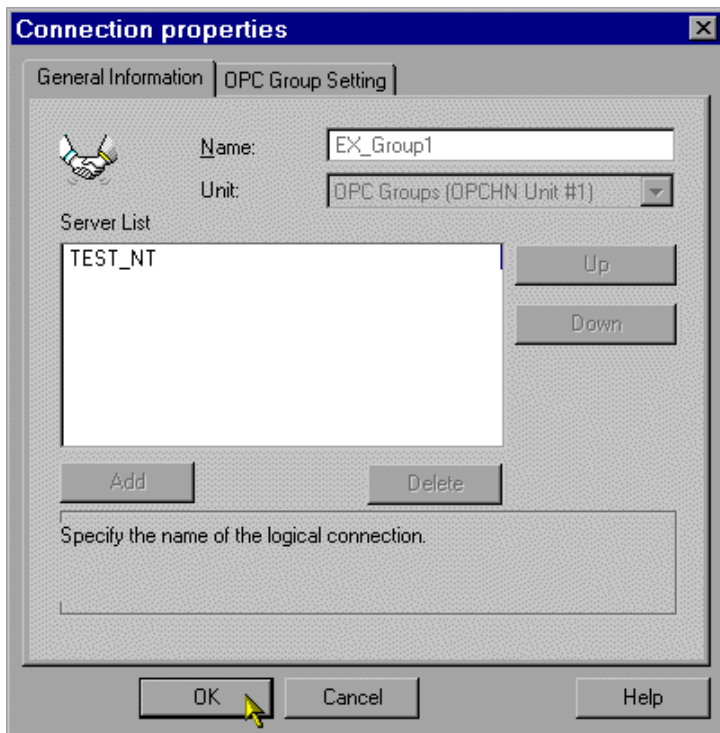 Connection properties
General Information
OPC Group Setting
Name:
EX_Group1
Unit:
OPC Groups (OPCHN Unit #1)
Server List
TEST_NT
Up
Down
Add
Delete
Specify the name of the logical connection.
OK
Cancel
Help